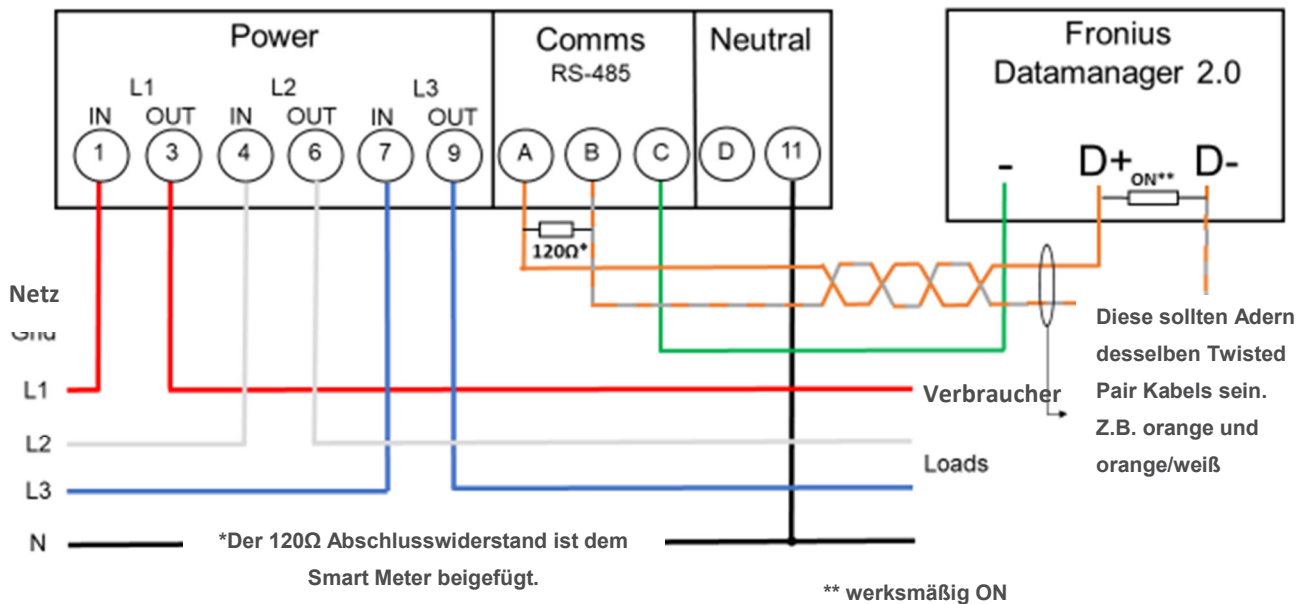 Power
Comms
RS-485
Neutral
Fronius
Datamanager 2.0
L1
L2
L3
IN
OUT
IN
OUT
IN
OUT
1
3
4
6
7
9
A
B
C
D
11
-
D+
ON**
D-
120Ω*
Netz
L1
L2
L3
N
Verbraucher
Loads
Diese sollten Adern
desselben Twisted
Pair Kabels sein.
Z.B. orange und
orange/weiß
*Der 120Ω Abschlusswiderstand ist dem
Smart Meter beigefügt.
** werksmäßig ON